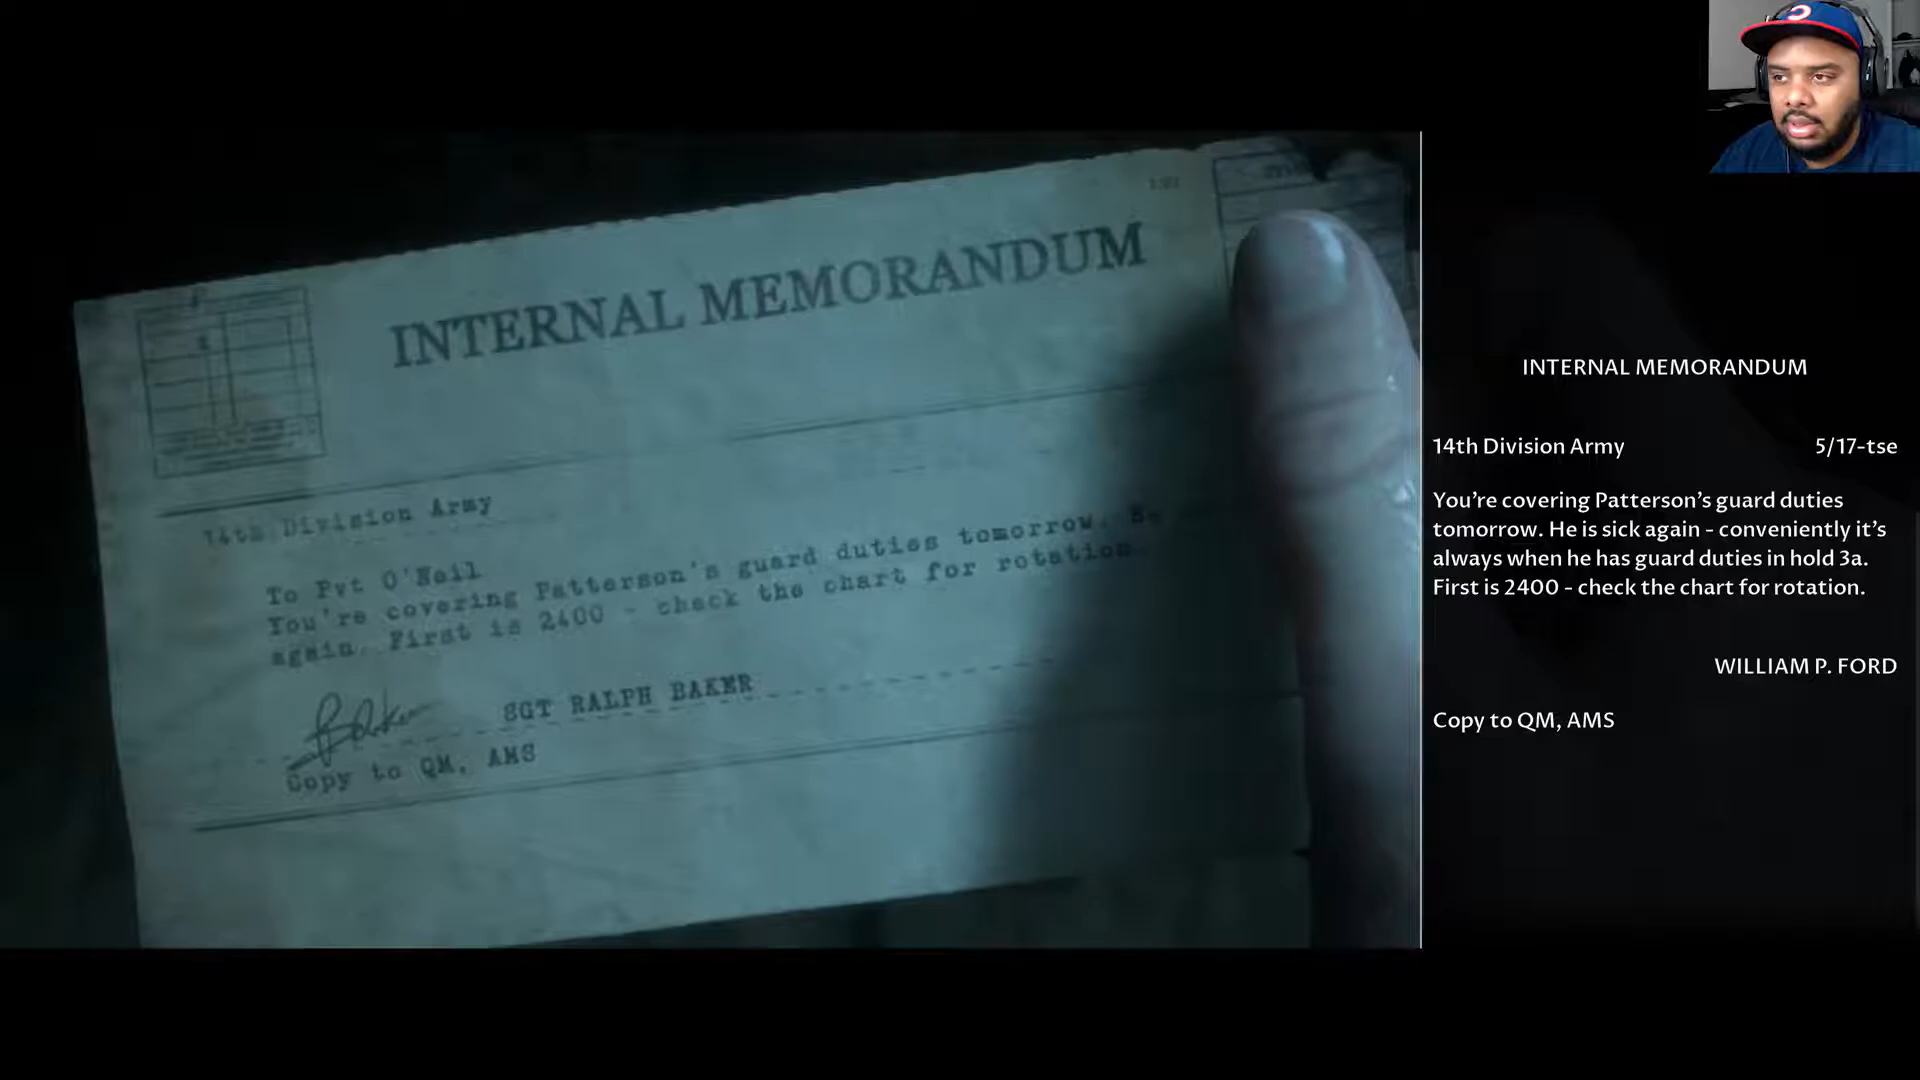 INTERNAL MEMORANDUM
14th Division Army
To Pvt O'Neil
You're covering Patterson's guard duties tomorrow.
again. First is 2400 - check the chart for rotation.
SGT RALPH BAKER
Copy to QM, AMS
INTERNAL MEMORANDUM
14th Division Army 5/17-tse
You’re covering Patterson’s guard duties
tomorrow. He is sick again - conveniently it’s
always when he has guard duties in hold 3a.
First is 2400 - check the chart for rotation.
WILLIAM P. FORD
Copy to QM, AMS